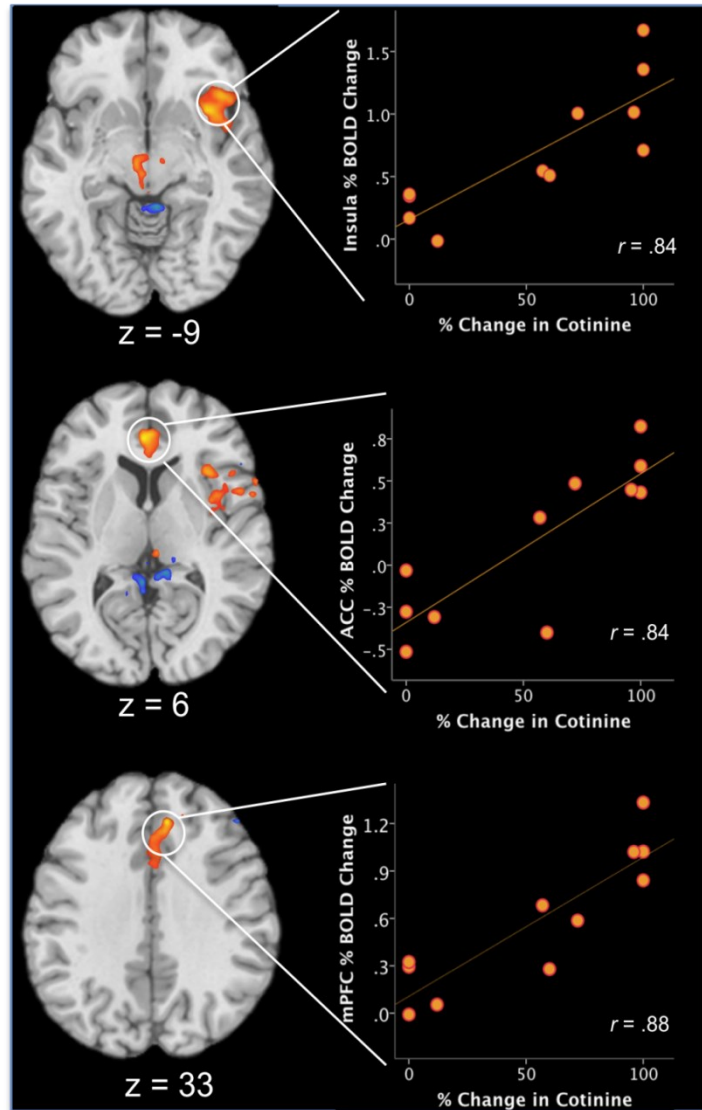 1.5
1.0
.5
.0
Insula % BOLD Change
r = .84
0 50 100
% Change in Cotinine
z = -9
.8
.5
.3
.0
-.3
-.5
ACC % BOLD Change
r = .84
0 50 100
% Change in Cotinine
z = 6
1.2
.9
.6
.3
.0
mPFC % BOLD Change
r = .88
0 50 100
% Change in Cotinine
z = 33